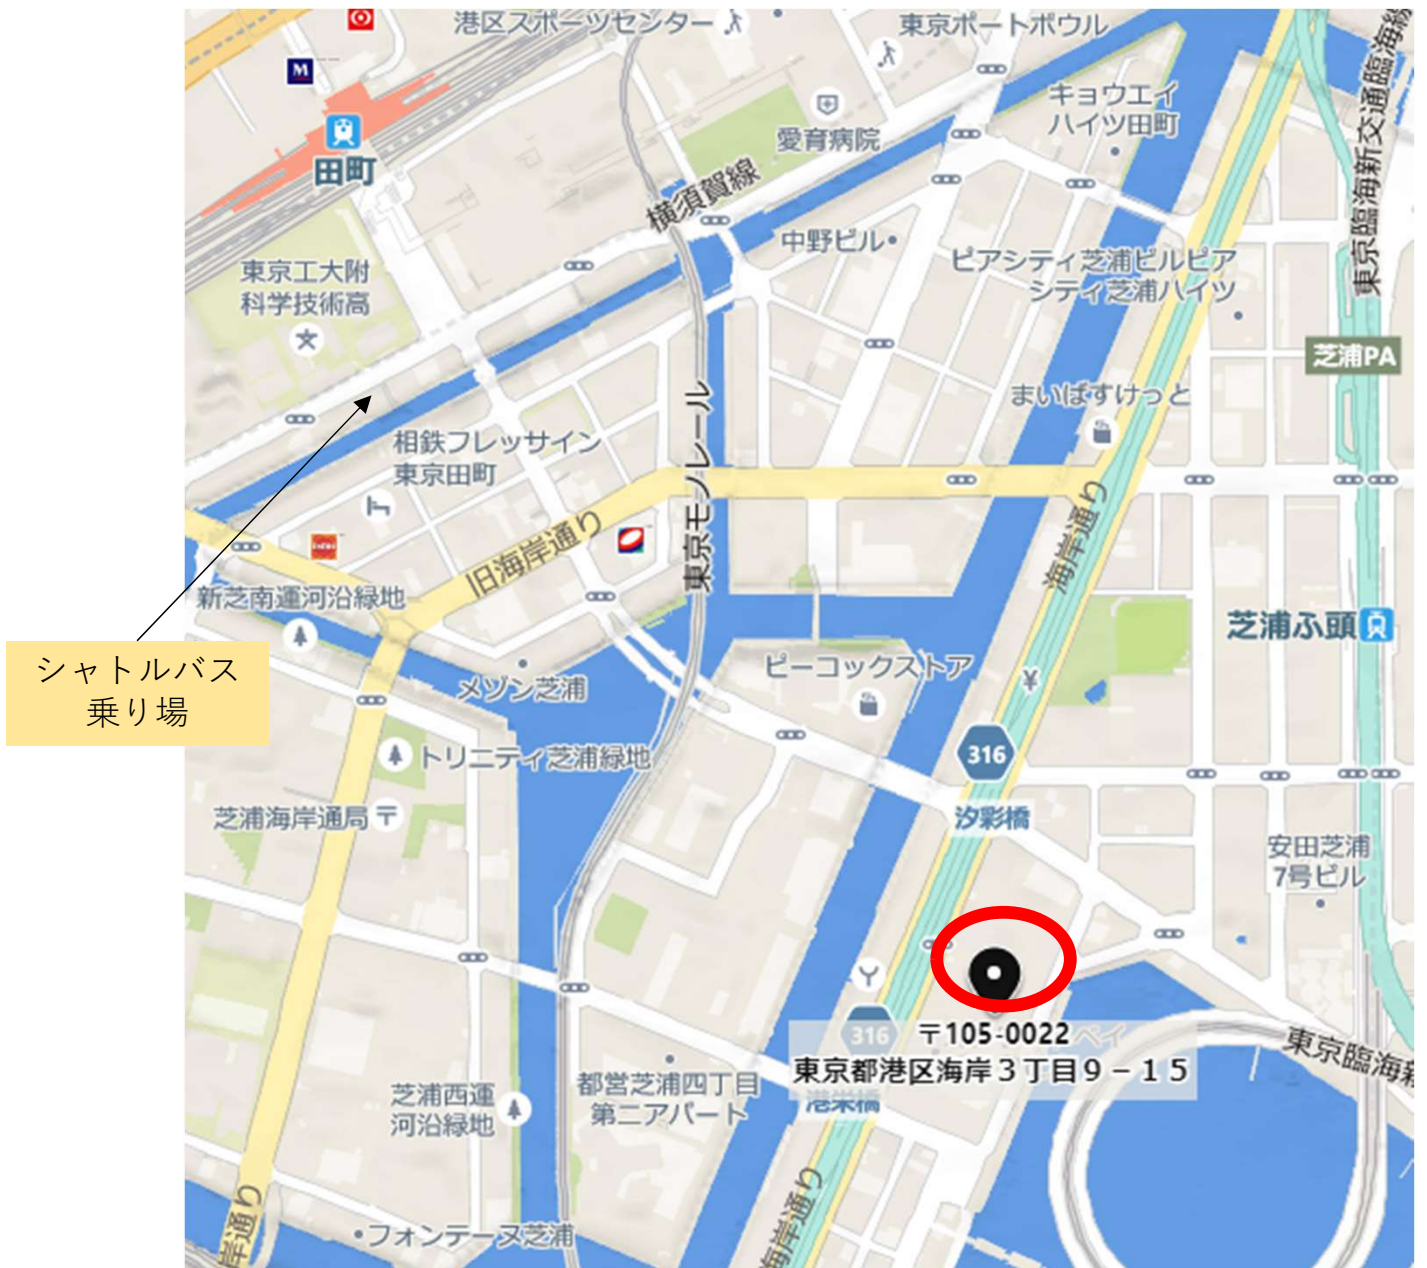 港区スポーツセンター
東京ポートボウル
東京臨海新交通臨海線
M
キョウエイ
ハイツ田町
愛育病院
田町
横須賀線
中野ビル
東京工大附
科学技術高
ピアシティ芝浦ビルピア
シティ芝浦ハイツ
芝浦PA
まいばすけっと
相鉄フレッサイン
東京田町
東京モノレール
海岸通り
旧海岸通り
新芝南運河沿緑地
芝浦ふ頭
シャトルバス
乗り場
メゾン芝浦
ピーコックストア
¥
316
トリニティ芝浦緑地
芝浦海岸通局
汐彩橋
安田芝浦
7号ビル
316
〒105-0022
ベイ
東京都港区海岸3丁目9-15
東京臨海新
港栄橋
芝浦西運
河沿緑地
都営芝浦四丁目
第二アパート
岸通り
フォンテーヌ芝浦
海岸通り